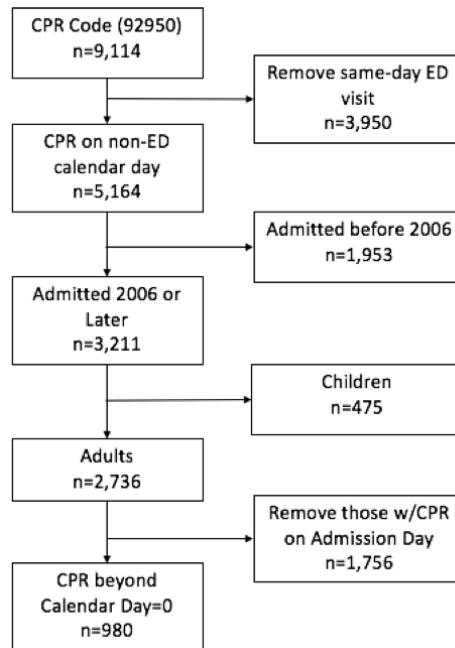 CPR Code (92950)
n=9,114
Remove same-day ED
visit
n=3,950
CPR on non-ED
calendar day
n=5,164
Admitted before 2006
n=1,953
Admitted 2006 or
Later
n=3,211
Children
n=475
Adults
n=2,736
Remove those w/CPR
on Admission Day
n=1,756
CPR beyond
Calendar Day=0
n=980